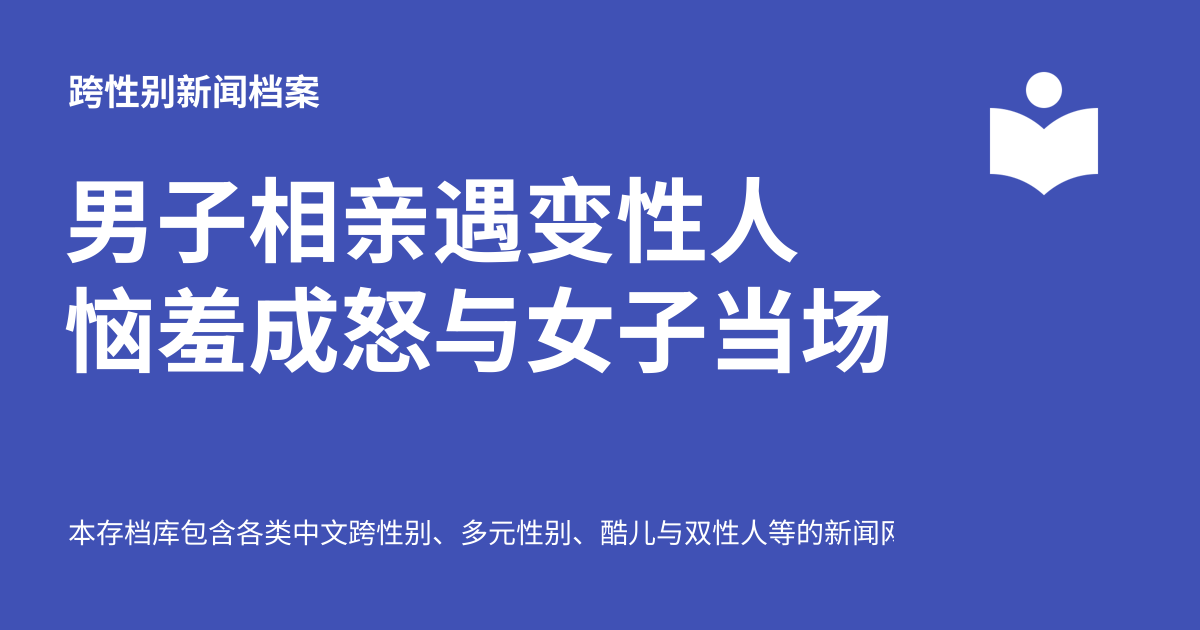 跨性别新闻档案
男子相亲遇变性人
恼羞成怒与女子当场
本存档库包含各类中文跨性别、多元性别、酷儿与双性人等的新闻网